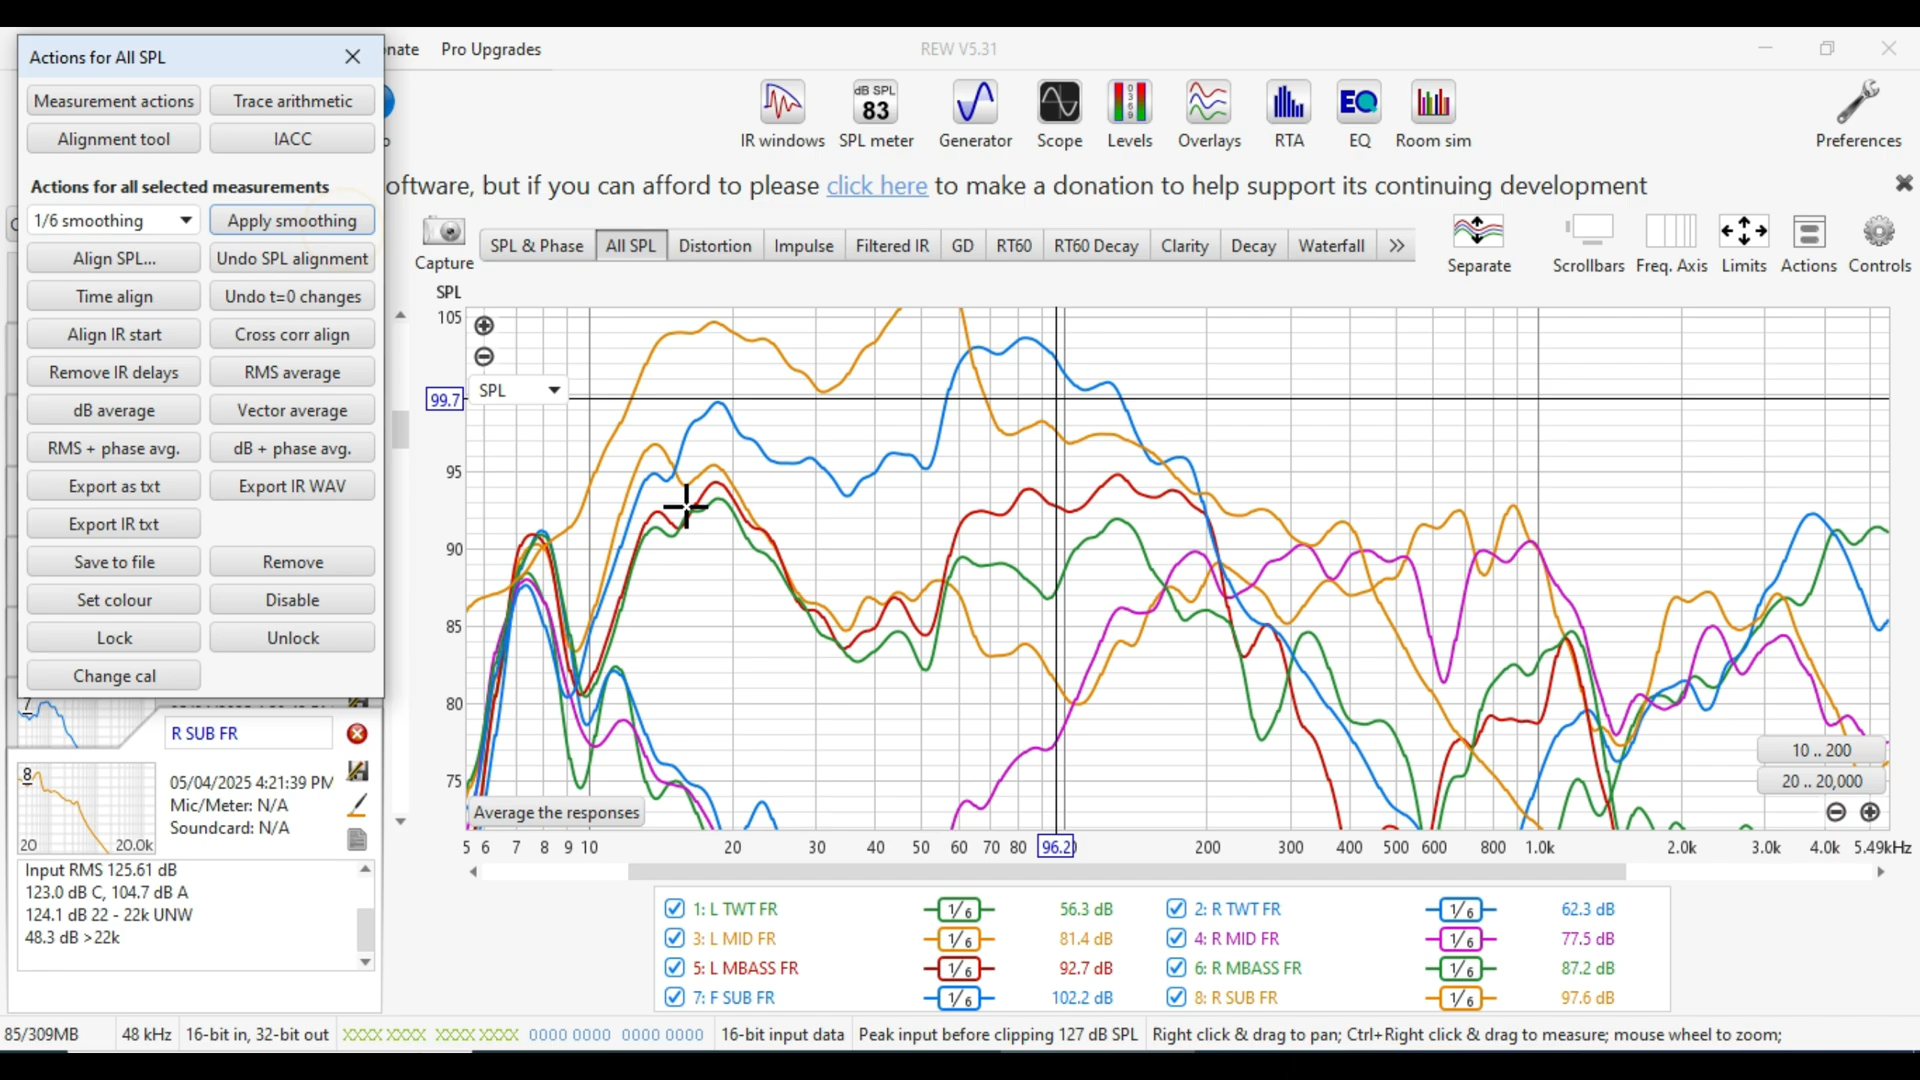 Actions for All SPL
nate Pro Upgrades
REW V5.31
Measurement actions Trace arithmetic
Alignment tool IACC
Actions for all selected measurements
1/6 smoothing Apply smoothing
Align SPL... Undo SPL alignment
Time align Undo t=0 changes
Align IR start Cross corr align
Remove IR delays RMS average
dB average Vector average
RMS + phase avg. dB + phase avg.
Export as txt Export IR WAV
Export IR txt
Save to file Remove
Set colour Disable
Lock Unlock
Change cal
dB SPL
83
EQ
IR windows SPL meter Generator Scope Levels Overlays RTA EQ Room sim Preferences
oftware, but if you can afford to please click here to make a donation to help support its continuing development
Capture
SPL & Phase All SPL Distortion Impulse Filtered IR GD RT60 RT60 Decay Clarity Decay Waterfall
Separate Scrollbars Freq. Axis Limits Actions Controls
SPL
105
SPL
99.7
95
90
85
80
75
Average the responses
10 .. 200
20 .. 20,000
5 6 7 8 9 10 20 30 40 50 60 70 80 96.2 200 300 400 500 600 800 1.0k 2.0k 3.0k 4.0k 5.49kHz
7
R SUB FR
8
20 20.0k
05/04/2025 4:21:39 PM
Mic/Meter: N/A
Soundcard: N/A
Input RMS 125.61 dB
123.0 dB C, 104.7 dB A
124.1 dB 22 - 22k UNW
48.3 dB >22k
1: L TWT FR 1/6 56.3 dB 2: R TWT FR 1/6 62.3 dB
3: L MID FR 1/6 81.4 dB 4: R MID FR 1/6 77.5 dB
5: L MBASS FR 1/6 92.7 dB 6: R MBASS FR 1/6 87.2 dB
7: F SUB FR 1/6 102.2 dB 8: R SUB FR 1/6 97.6 dB
85/309MB 48 kHz 16-bit in, 32-bit out XXXX XXXX XXXX XXXX 0000 0000 0000 0000 16-bit input data Peak input before clipping 127 dB SPL Right click & drag to pan; Ctrl+Right click & drag to measure; mouse wheel to zoom;